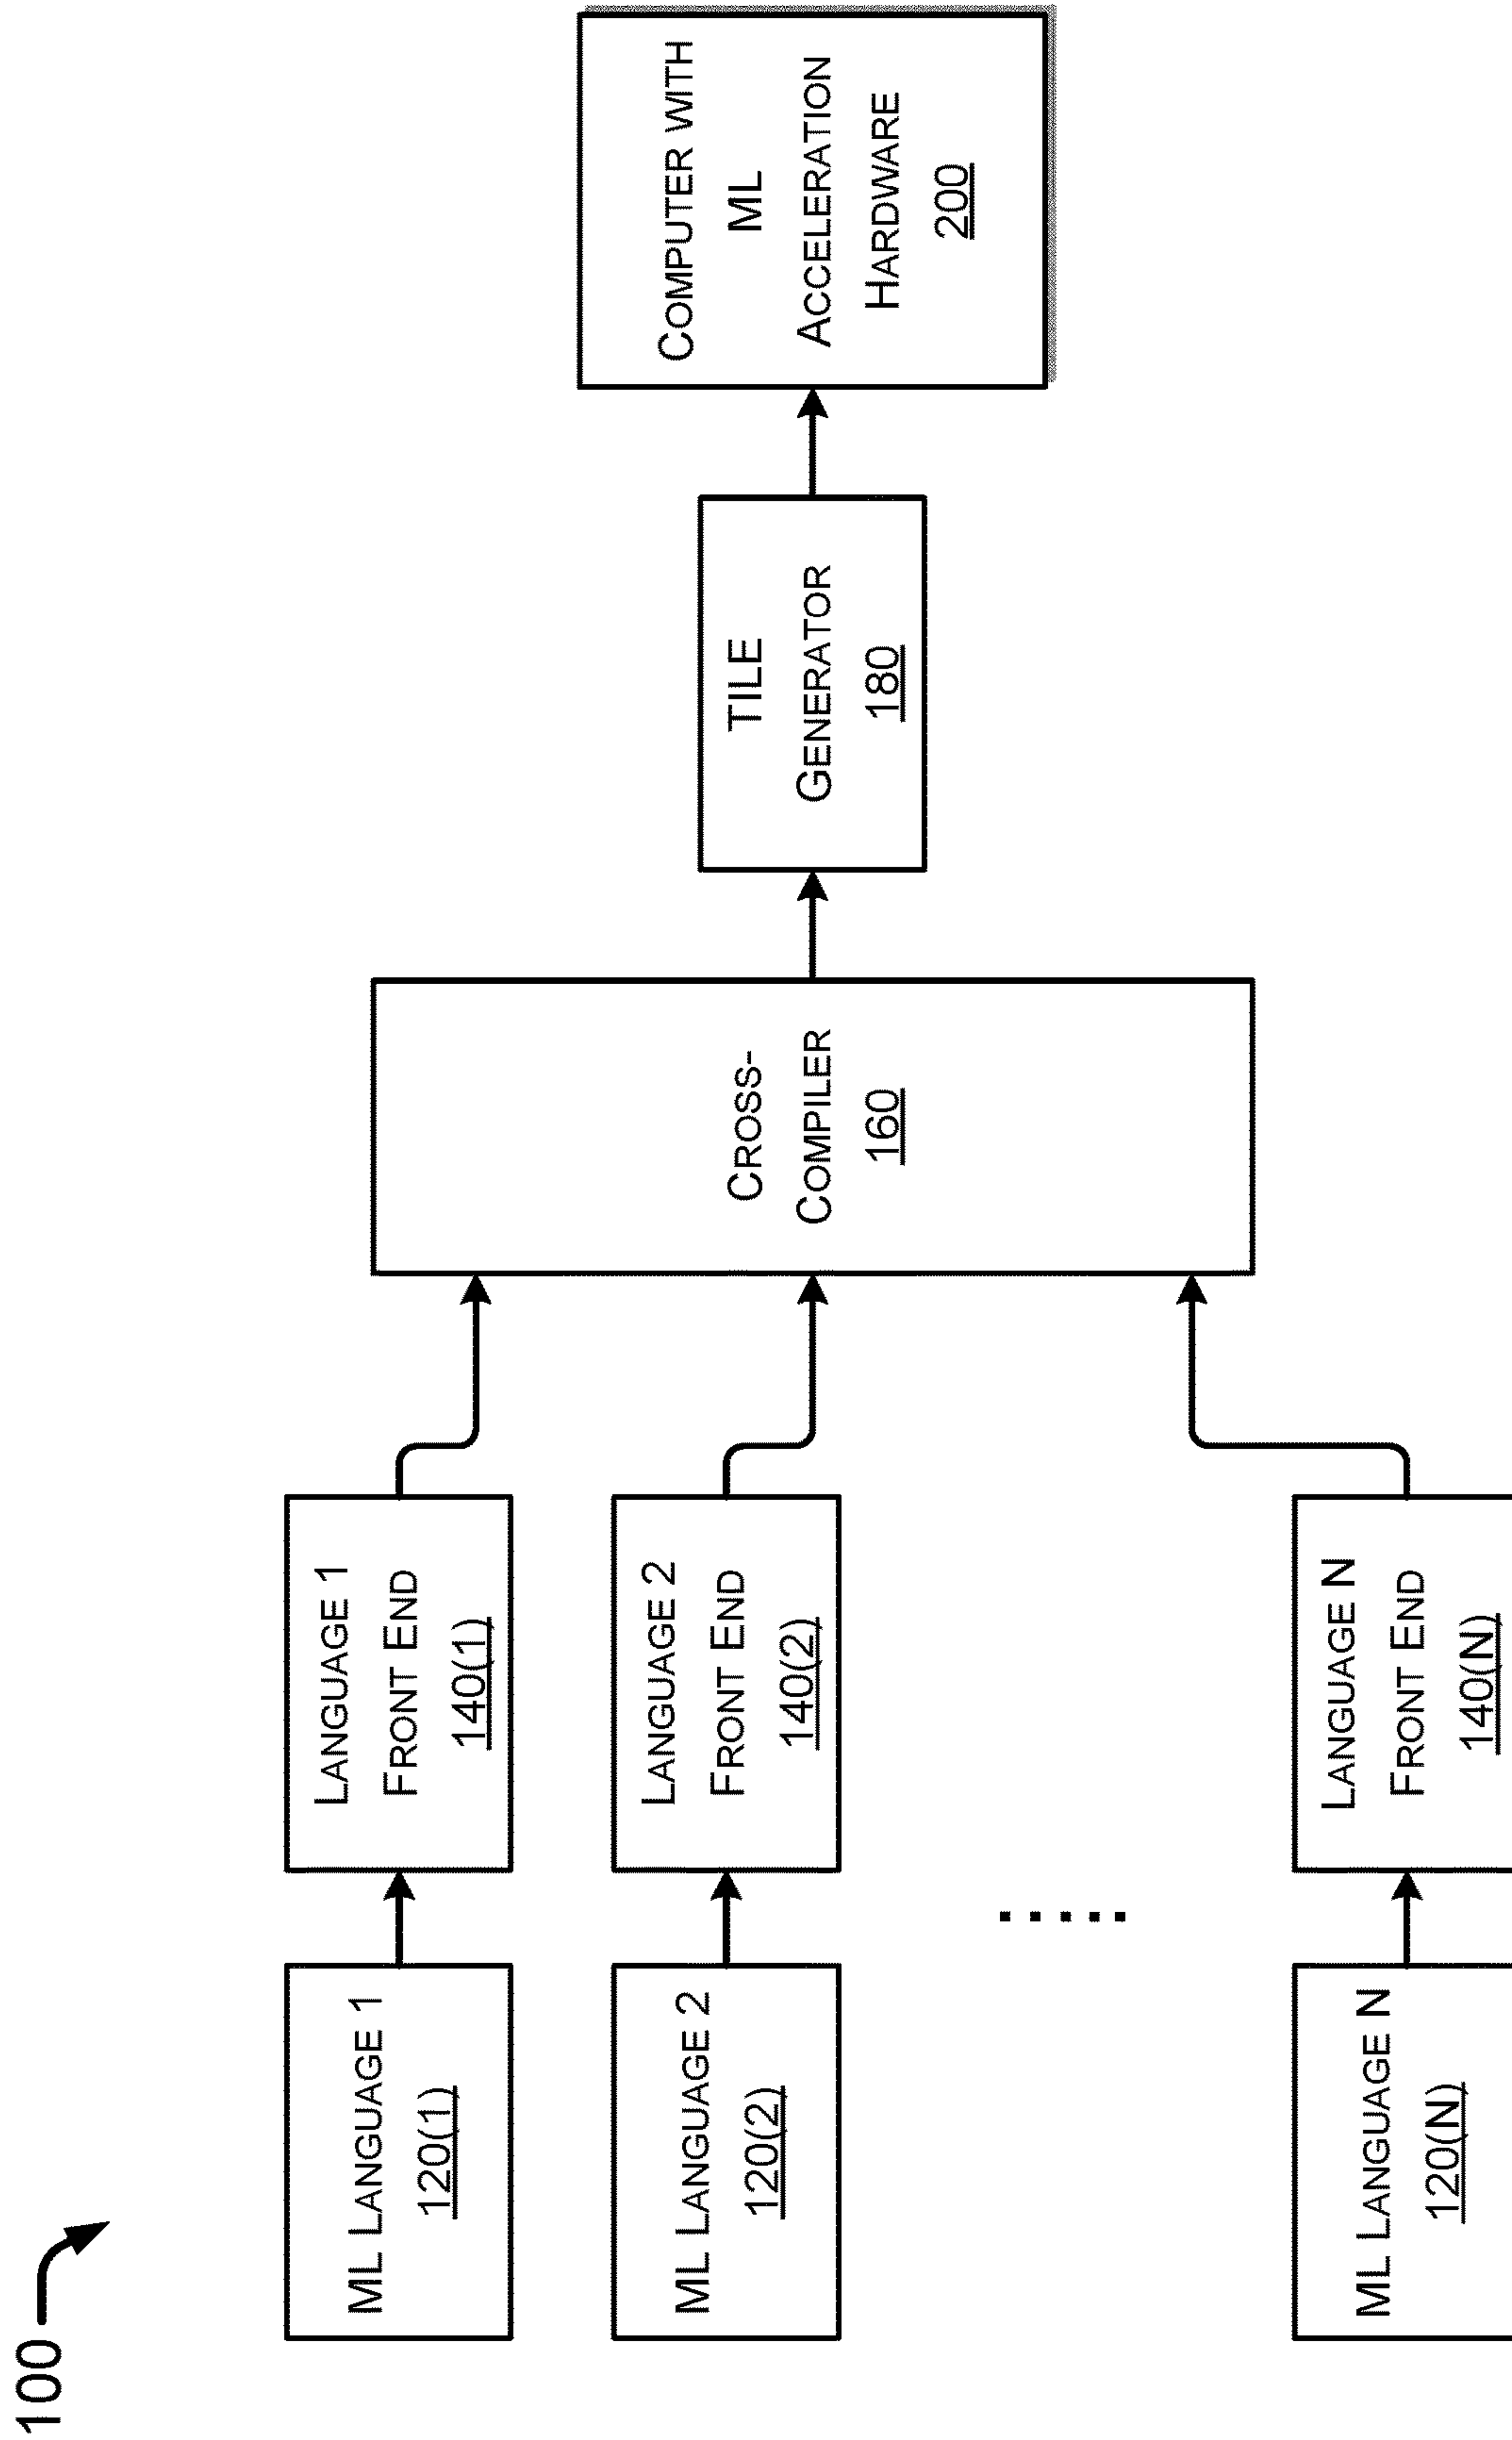 100
ML LANGUAGE 1
120(1)
LANGUAGE 1
FRONT END
140(1)
ML LANGUAGE 2
120(2)
LANGUAGE 2
FRONT END
140(2)
.....
ML LANGUAGE N
120(N)
LANGUAGE N
FRONT END
140(N)
CROSS-
COMPILER
160
TILE
GENERATOR
180
COMPUTER WITH
ML
ACCELERATION
HARDWARE
200